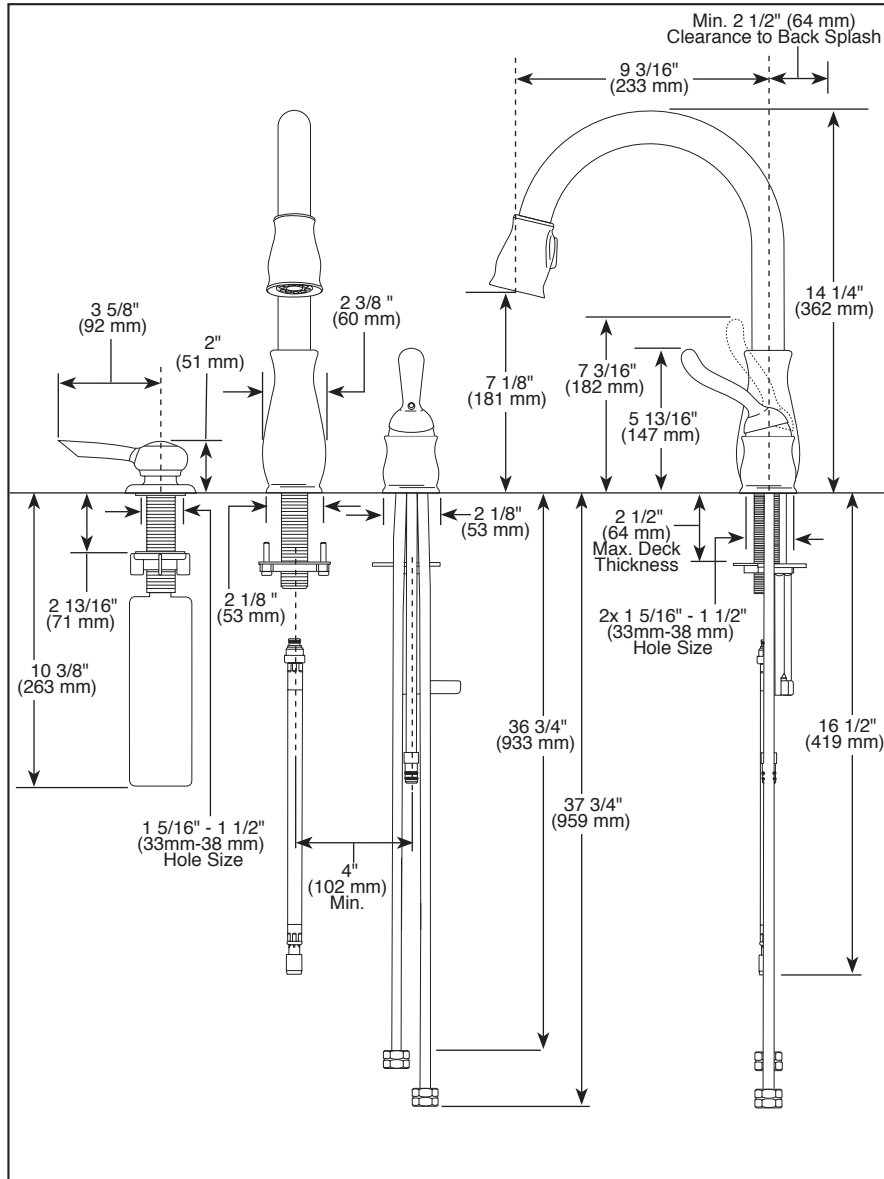 Min. 2 1/2" (64 mm)
Clearance to Back Splash
9 3/16"
(233 mm)
3 5/8"
(92 mm)
2"
(51 mm)
2 3/8 "
(60 mm)
14 1/4"
(362 mm)
7 1/8"
(181 mm)
7 3/16"
(182 mm)
5 13/16"
(147 mm)
2 1/8"
(53 mm)
2 1/2"
(64 mm)
Max. Deck
Thickness
2 13/16"
(71 mm)
2 1/8 "
(53 mm)
2x 1 5/16" - 1 1/2"
(33mm-38 mm)
Hole Size
10 3/8"
(263 mm)
36 3/4"
(933 mm)
16 1/2"
(419 mm)
37 3/4"
(959 mm)
1 5/16" - 1 1/2"
(33mm-38 mm)
Hole Size
4"
(102 mm)
Min.